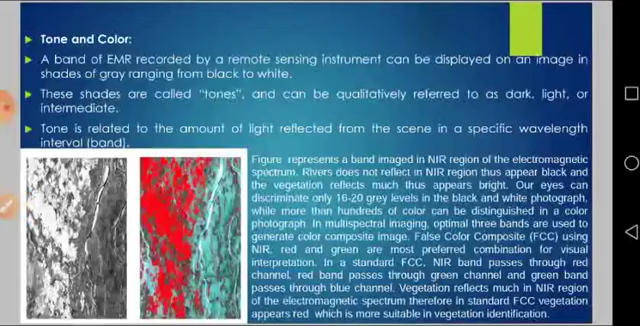 Tone and Color:
A band of EMR recorded by a remote sensing instrument can be displayed on an image in
shades of gray ranging from black to white.
These shades are called “tones”, and can be qualitatively referred to as dark, light, or
intermediate.
Tone is related to the amount of light reflected from the scene in a specific wavelength
interval (band).
Figure represents a band imaged in NIR region of the electromagnetic
spectrum. Rivers does not reflect in NIR region thus appear black and
the vegetation reflects much thus appears bright. Our eyes can
discriminate only 16-20 grey levels in the black and white photograph,
while more than hundreds of color can be distinguished in a color
photograph. In multispectral imaging, optimal three bands are used to
generate color composite image. False Color Composite (FCC) using
NIR, red and green are most preferred combination for visual
interpretation. In a standard FCC, NIR band passes through red
channel, red band passes through green channel and green band
passes through blue channel. Vegetation reflects much in NIR region
of the electromagnetic spectrum therefore in standard FCC vegetation
appears red which is more suitable in vegetation identification.